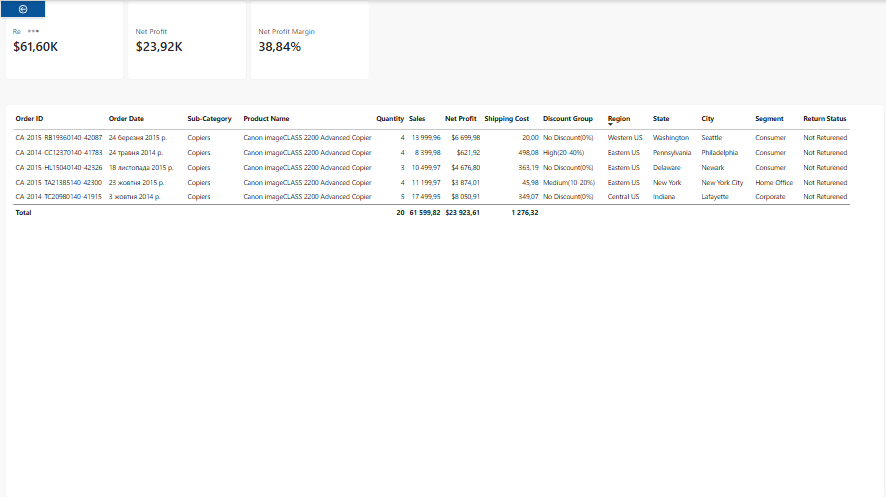 Re ***
$61,60K
Net Profit
$23,92K
Net Profit Margin
38,84%
Order ID Order Date Sub-Category Product Name Quantity Sales Net Profit Shipping Cost Discount Group Region State City Segment Return Status
CA-2015-RB19360140-42087 24 березня 2015 р. Copiers Canon imageCLASS 2200 Advanced Copier 4 13 999,96 $6 699,98 20,00 No Discount(0%) Western US Washington Seattle Consumer Not Returened
CA-2014-CC12370140-41783 24 травня 2014 р. Copiers Canon imageCLASS 2200 Advanced Copier 4 8 399,98 $621,92 498,08 High(20-40%) Eastern US Pennsylvania Philadelphia Consumer Not Returened
CA-2015-HL15040140-42326 18 листопада 2015 р. Copiers Canon imageCLASS 2200 Advanced Copier 3 10 499,97 $4 676,80 363,19 No Discount(0%) Eastern US Delaware Newark Consumer Not Returened
CA-2015-TA21385140-42300 23 жовтня 2015 р. Copiers Canon imageCLASS 2200 Advanced Copier 4 11 199,97 $3 874,01 45,98 Medium(10-20%) Eastern US New York New York City Home Office Not Returened
CA-2014-TC20980140-41915 3 жовтня 2014 р. Copiers Canon imageCLASS 2200 Advanced Copier 5 17 499,95 $8 050,91 349,07 No Discount(0%) Central US Indiana Lafayette Corporate Not Returened
Total 20 61 599,82 $23 923,61 1 276,32